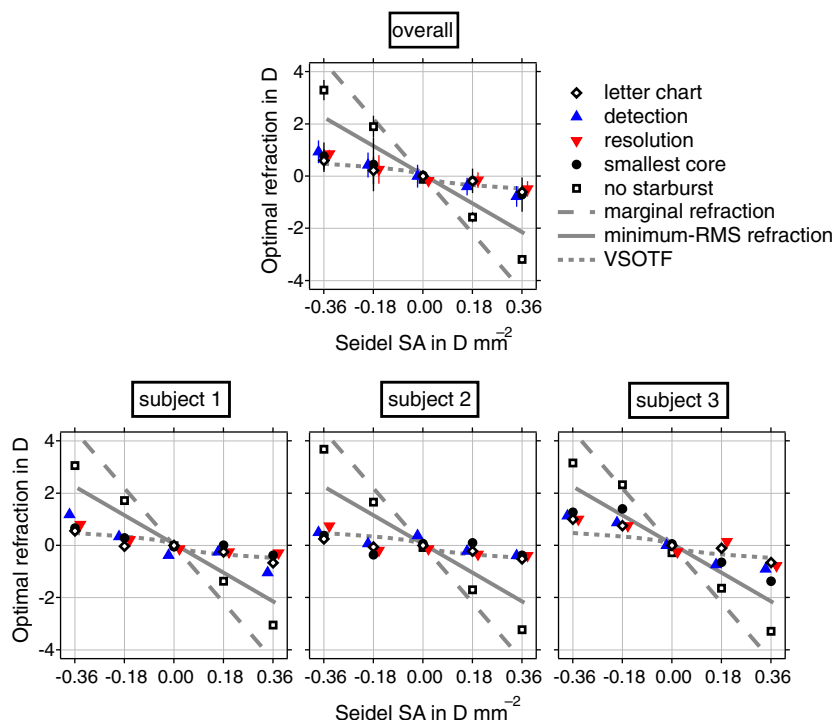 overall
Optimal refraction in D
4
2
0
-2
-4
-0.36 -0.18 0.00 0.18 0.36
Seidel SA in D mm⁻²
letter chart
detection
resolution
smallest core
no starburst
marginal refraction
minimum-RMS refraction
VSOTF
subject 1
subject 2
subject 3
Optimal refraction in D
4
2
0
-2
-4
-0.36 -0.18 0.00 0.18 0.36
-0.36 -0.18 0.00 0.18 0.36
-0.36 -0.18 0.00 0.18 0.36
Seidel SA in D mm⁻²